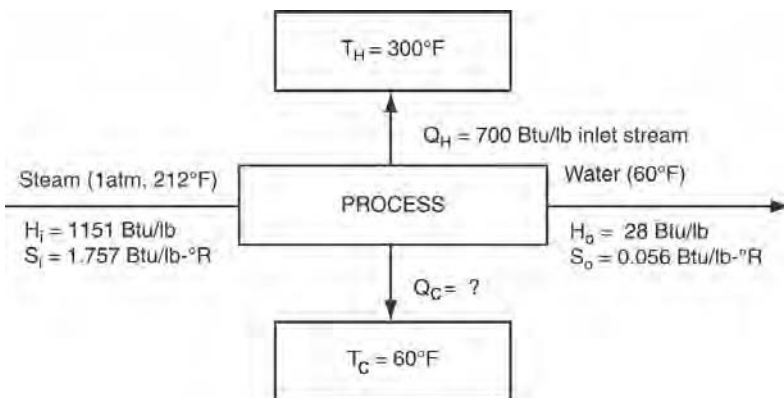 T_H = 300°F
Q_H = 700 Btu/lb inlet stream
Steam (1atm, 212°F)
Water (60°F)
PROCESS
H_i = 1151 Btu/lb
S_i = 1.757 Btu/lb-°R
H_o = 28 Btu/lb
S_o = 0.056 Btu/lb-°R
Q_C = ?
T_C = 60°F